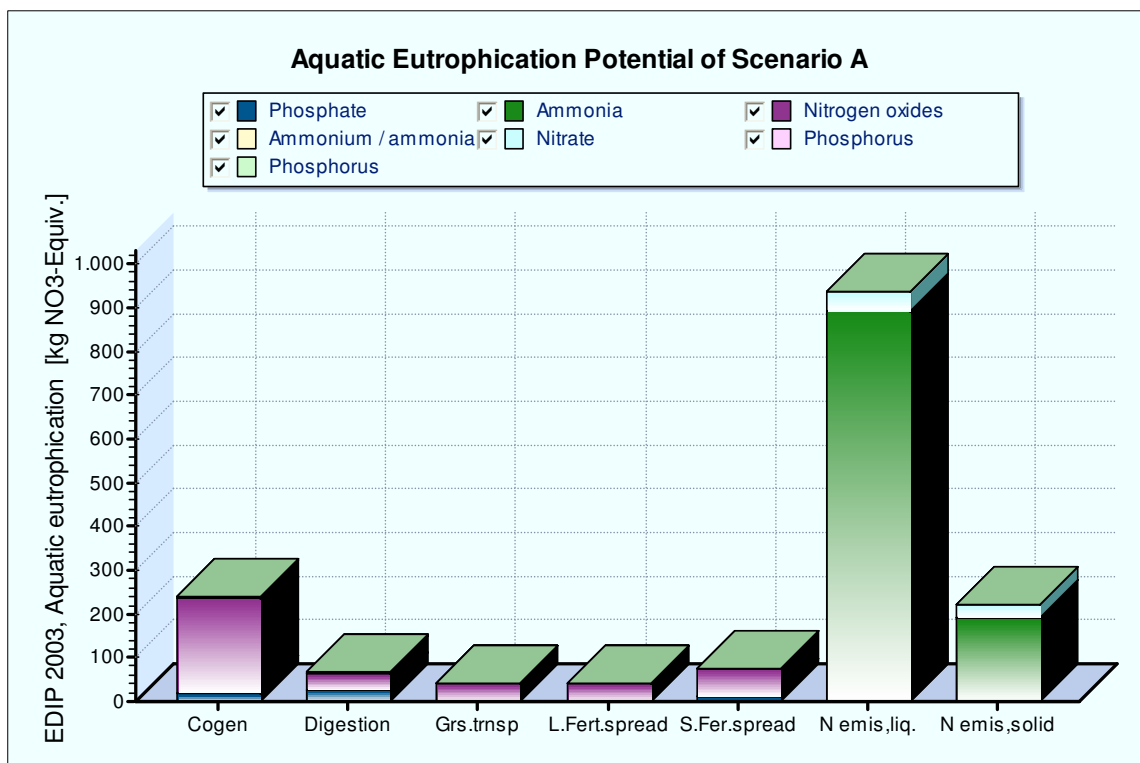 Aquatic Eutrophication Potential of Scenario A
Phosphate
Ammonia
Nitrogen oxides
Ammonium / ammonia
Nitrate
Phosphorus
Phosphorus
EDIP 2003, Aquatic eutrophication [kg NO3-Equiv.]
1.000
900
800
700
600
500
400
300
200
100
0
Cogen
Digestion
Grs.trnsp
L.Fert.spread
S.Fer.spread
N emis,liq.
N emis,solid